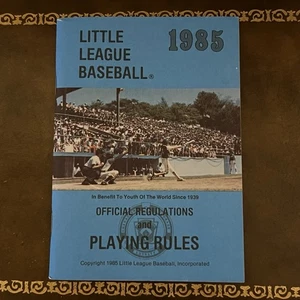 LITTLE
LEAGUE
BASEBALL®
1985
In Benefit To Youth Of The World Since 1939
OFFICIAL REGULATIONS
and
PLAYING RULES
Copyright 1985 Little League Baseball, Incorporated